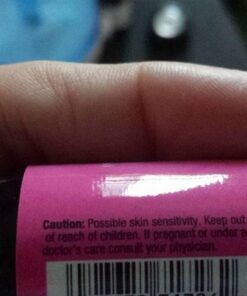 Caution: Possible skin sensitivity. Keep out
of reach of children. If pregnant or under a
doctor's care consult your physician.